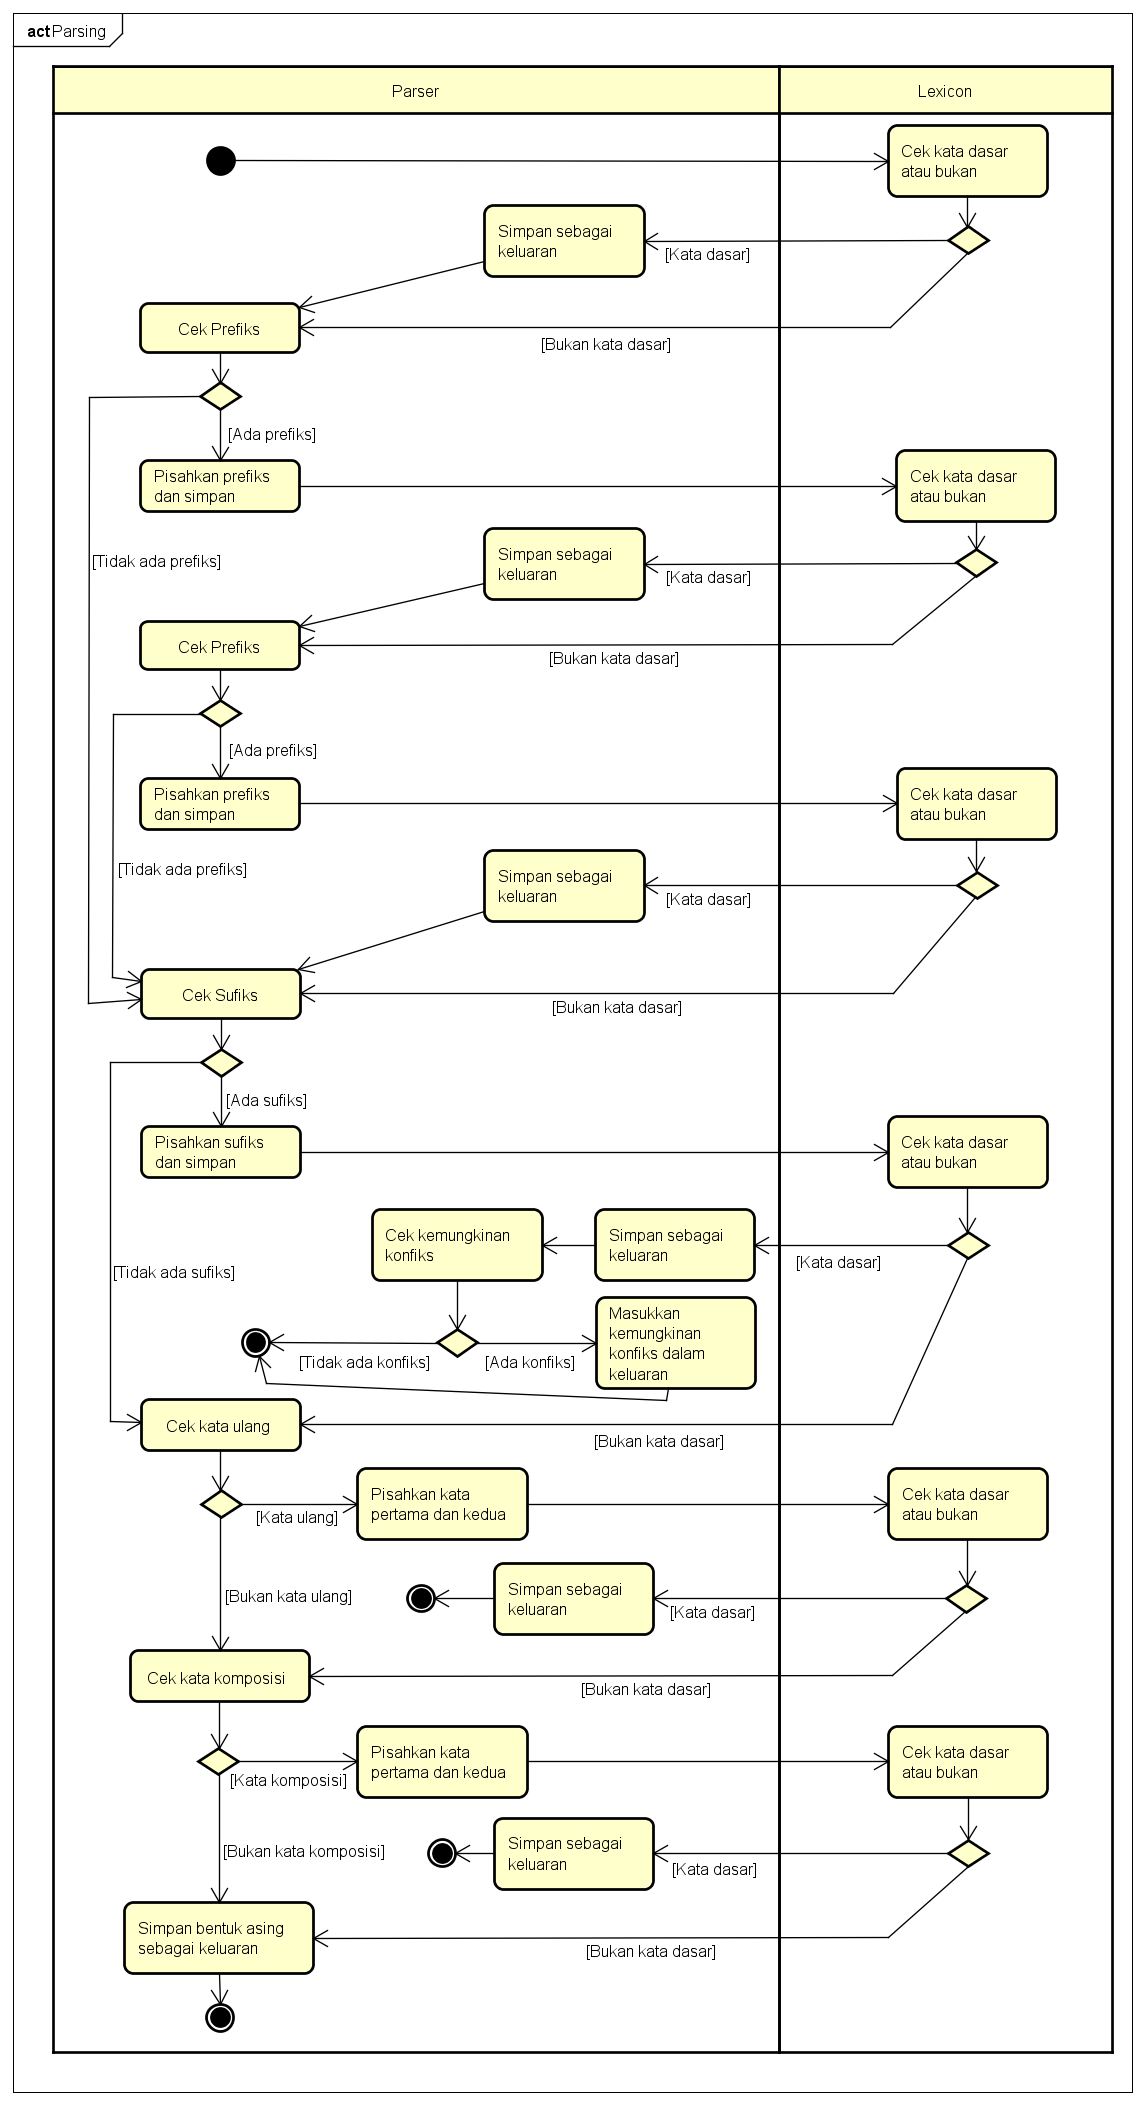 actParsing
Parser
Lexicon
Cek kata dasar
atau bukan
Simpan sebagai
keluaran
[Kata dasar]
Cek Prefiks
[Bukan kata dasar]
[Ada prefiks]
Pisahkan prefiks
dan simpan
Cek kata dasar
atau bukan
[Tidak ada prefiks]
Simpan sebagai
keluaran
[Kata dasar]
Cek Prefiks
[Bukan kata dasar]
[Ada prefiks]
Pisahkan prefiks
dan simpan
Cek kata dasar
atau bukan
[Tidak ada prefiks]
Simpan sebagai
keluaran
[Kata dasar]
Cek Sufiks
[Bukan kata dasar]
[Ada sufiks]
Pisahkan sufiks
dan simpan
Cek kata dasar
atau bukan
Cek kemungkinan
konfiks
Simpan sebagai
keluaran
[Kata dasar]
[Tidak ada sufiks]
Masukkan
kemungkinan
konfiks dalam
keluaran
[Tidak ada konfiks]
[Ada konfiks]
Cek kata ulang
[Bukan kata dasar]
Pisahkan kata
pertama dan kedua
[Kata ulang]
Cek kata dasar
atau bukan
[Bukan kata ulang]
Simpan sebagai
keluaran
[Kata dasar]
Cek kata komposisi
[Bukan kata dasar]
Pisahkan kata
pertama dan kedua
[Kata komposisi]
Cek kata dasar
atau bukan
[Bukan kata komposisi]
Simpan sebagai
keluaran
[Kata dasar]
Simpan bentuk asing
sebagai keluaran
[Bukan kata dasar]